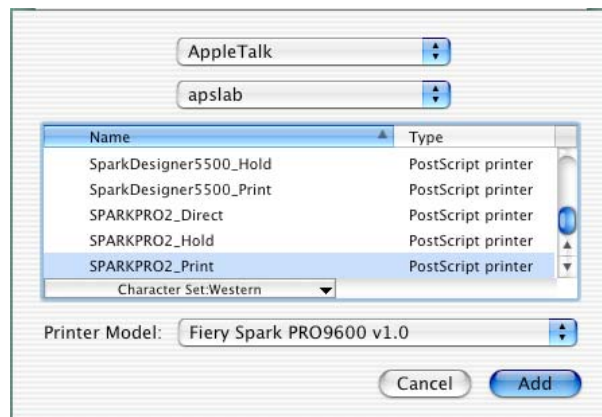 AppleTalk
apslab
Name Type
SparkDesigner5500_Hold PostScript printer
SparkDesigner5500_Print PostScript printer
SPARKPRO2_Direct PostScript printer
SPARKPRO2_Hold PostScript printer
SPARKPRO2_Print PostScript printer
Character Set:Western
Printer Model: Fiery Spark PRO9600 v1.0
Cancel Add